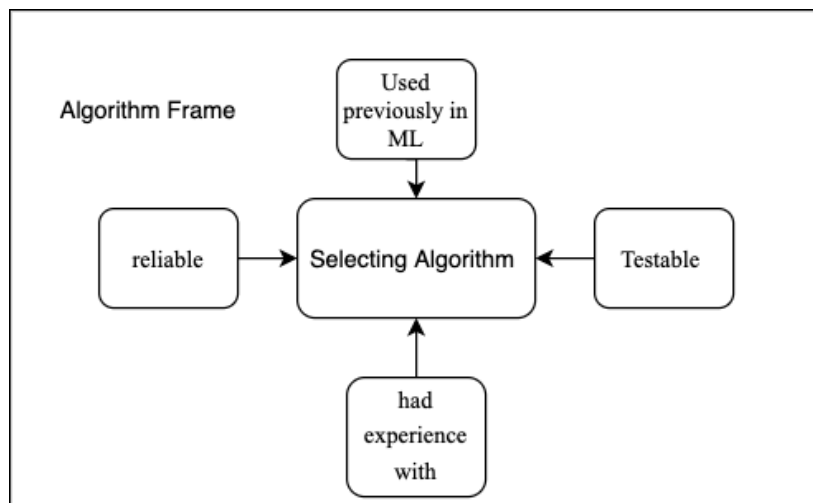 Used
previously in
ML
Algorithm Frame
reliable
Selecting Algorithm
Testable
had
experience
with